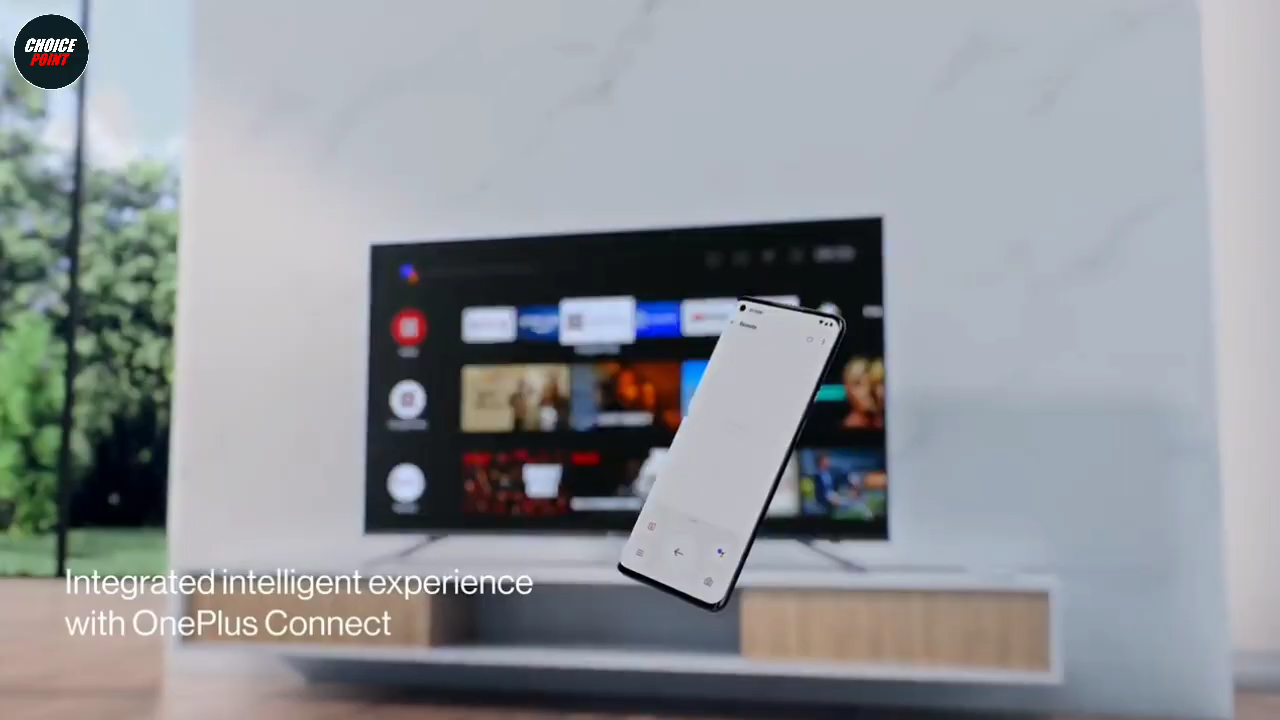 CHOICE
POINT
Integrated intelligent experience
with OnePlus Connect